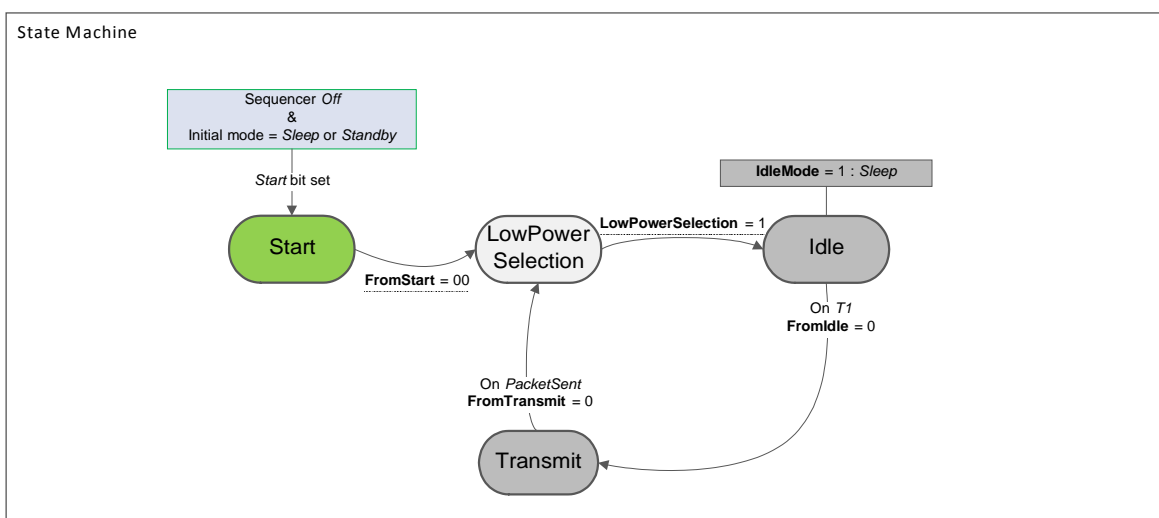 State Machine
Sequencer Off
&
Initial mode = Sleep or Standby
Start bit set
IdleMode = 1 : Sleep
Start
LowPower
Selection
LowPowerSelection = 1
Idle
FromStart = 00
On T1
FromIdle = 0
On PacketSent
FromTransmit = 0
Transmit